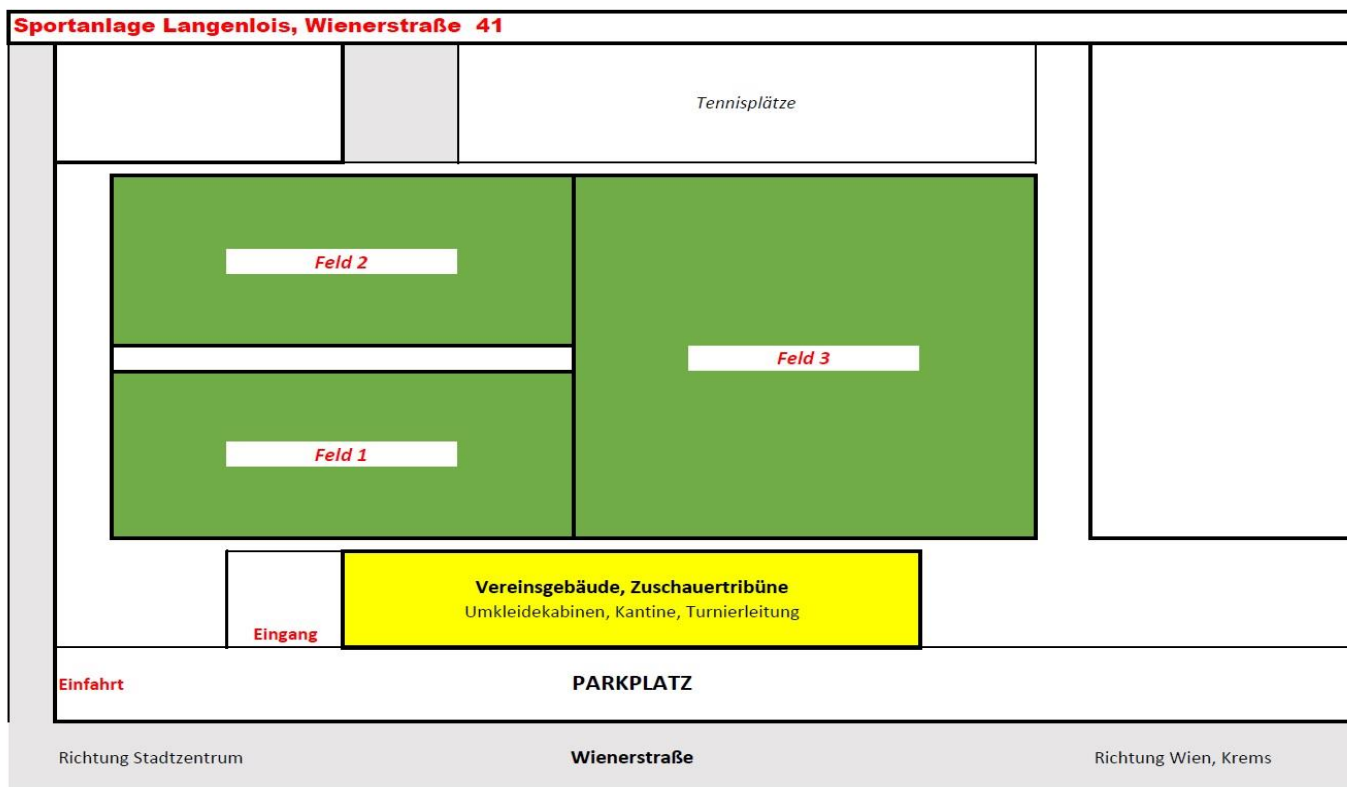 Sportanlage Langenlois, Wienerstraße 41
Tennisplätze
Feld 2
Feld 3
Feld 1
Vereinsgebäude, Zuschauertribüne
Umkleidekabinen, Kantine, Turnierleitung
Eingang
Einfahrt
PARKPLATZ
Richtung Stadtzentrum
Wienerstraße
Richtung Wien, Krems